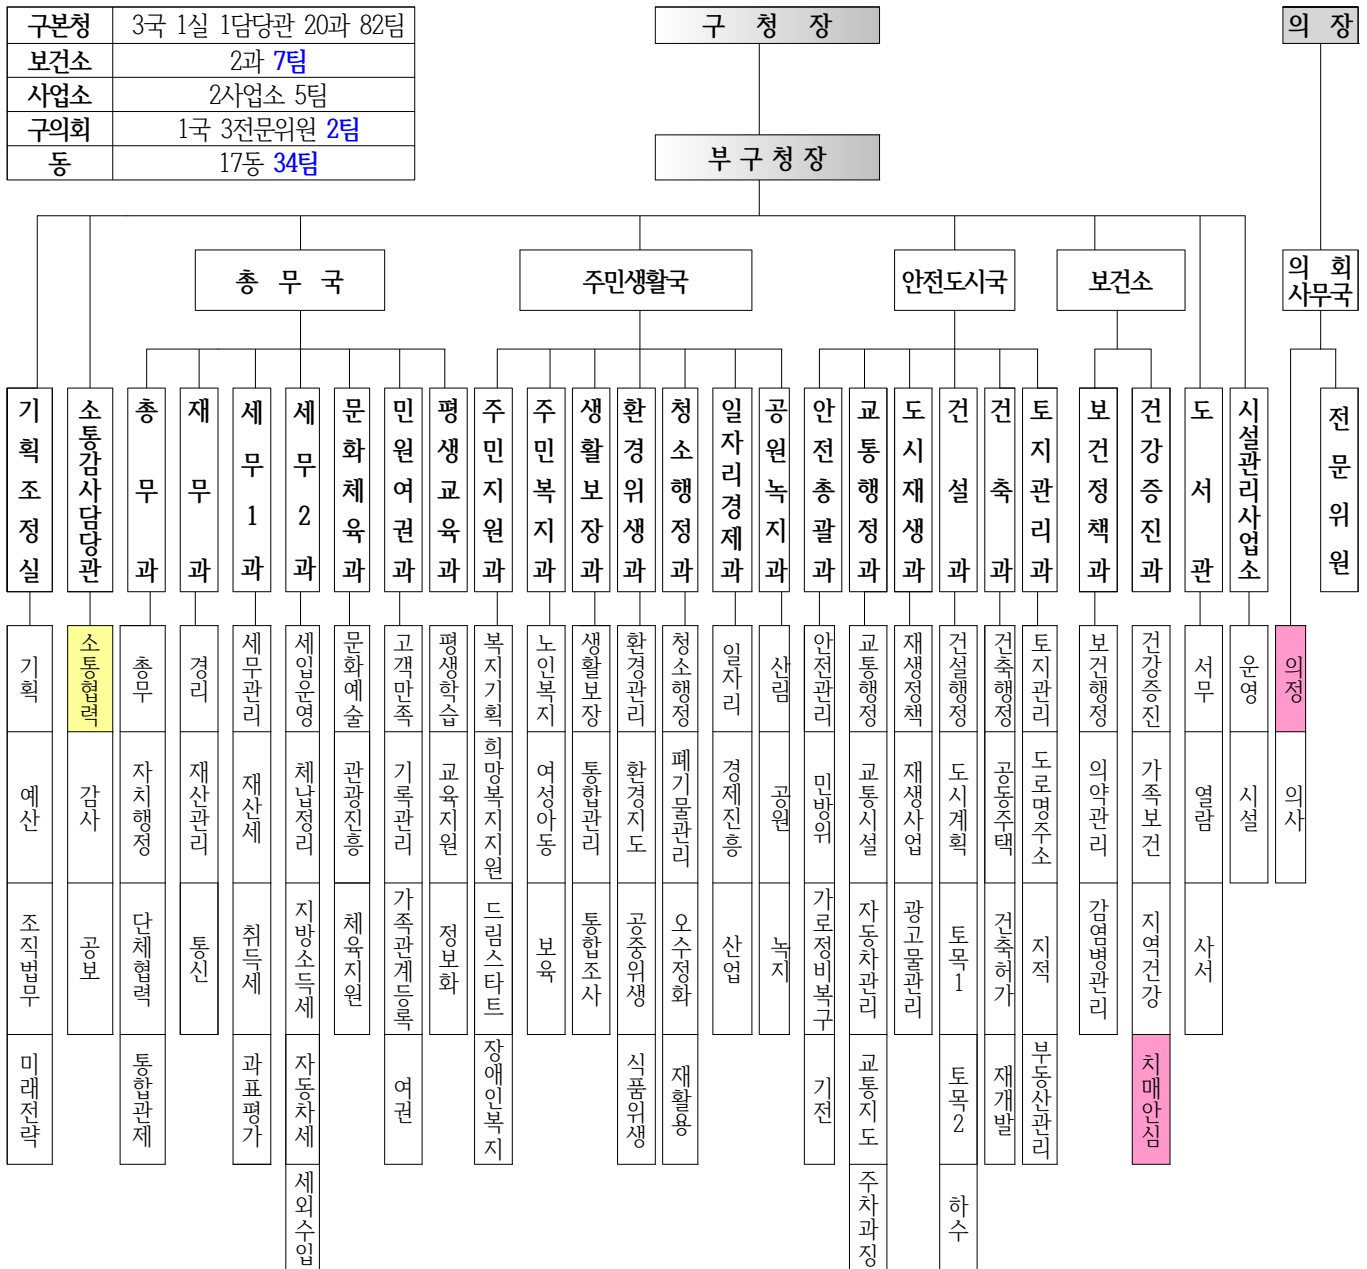 구본청 3국 1실 1담당관 20과 82팀
보건소 2과 7팀
사업소 2사업소 5팀
구의회 1국 3전문위원 2팀
동 17동 34팀
구 청 장
의 장
부구청장
총 무 국
주민생활국
안전도시국
보건소
의 회
사무국
기획조정실
소통감사담당관
총무과
재무과
세무1과
세무2과
문화체육과
민원여권과
평생교육과
주민지원과
주민복지과
생활보장과
환경위생과
청소행정과
일자리경제과
공원녹지과
안전총괄과
교통행정과
도시재생과
건설과
건축과
토지관리과
보건정책과
건강증진과
도서관
시설관리사업소
전문위원
기획
소통협력
총무
경리
세무관리
세입운영
문화예술
고객만족
평생학습
복지기획
노인복지
생활보장
환경관리
청소행정
일자리
산림
안전관리
교통행정
재생정책
건설행정
건축행정
토지관리
보건행정
건강증진
서무
운영
의정
예산
감사
자치행정
재산관리
재산세
체납정리
관광진흥
기록관리
교육지원
희망복지지원
여성아동
통합관리
환경지도
폐기물관리
경제진흥
공원
민방위
교통시설
재생사업
도시계획
공동주택
도로명주소
의약관리
가족보건
열람
시설
의사
조직법무
공보
단체협력
통신
취득세
지방소득세
체육지원
가족관계등록
정보화
드림스타트
보육
통합조사
공중위생
오수정화
산업
녹지
가로정비복구
자동차관리
광고물관리
토목1
건축허가
지적
감염병관리
지역건강
사서
미래전략
통합관제
과표평가
자동차세
여권
장애인복지
식품위생
재활용
기전
교통지도
토목2
재개발
부동산관리
치매안심
세외수입
주차과징
하수